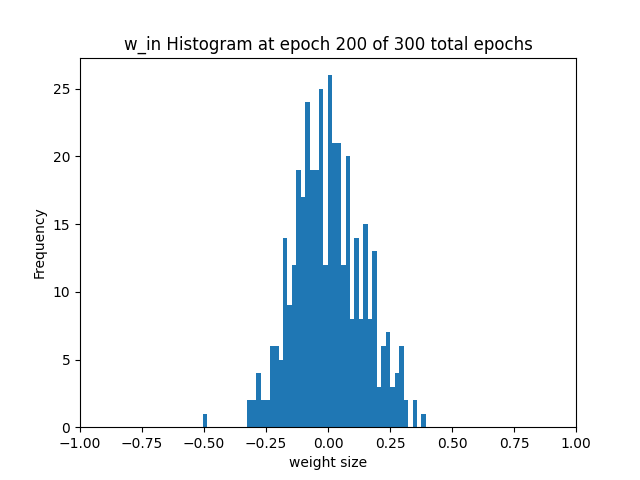 w_in Histogram at epoch 200 of 300 total epochs
25
20
15
10
5
0
Frequency
−1.00 −0.75 −0.50 −0.25 0.00 0.25 0.50 0.75 1.00
weight size